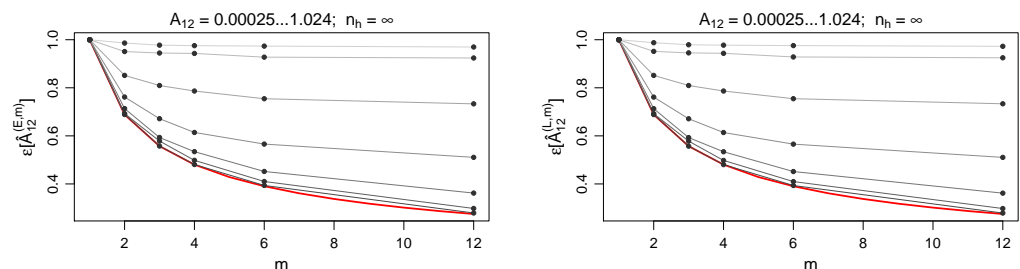 A₁₂ = 0.00025...1.024; n_h = ∞
ε[Â₁₂^(E,m)]
1.0
0.8
0.6
0.4
2 4 6 8 10 12
m
A₁₂ = 0.00025...1.024; n_h = ∞
ε[Â₁₂^(L,m)]
1.0
0.8
0.6
0.4
2 4 6 8 10 12
m